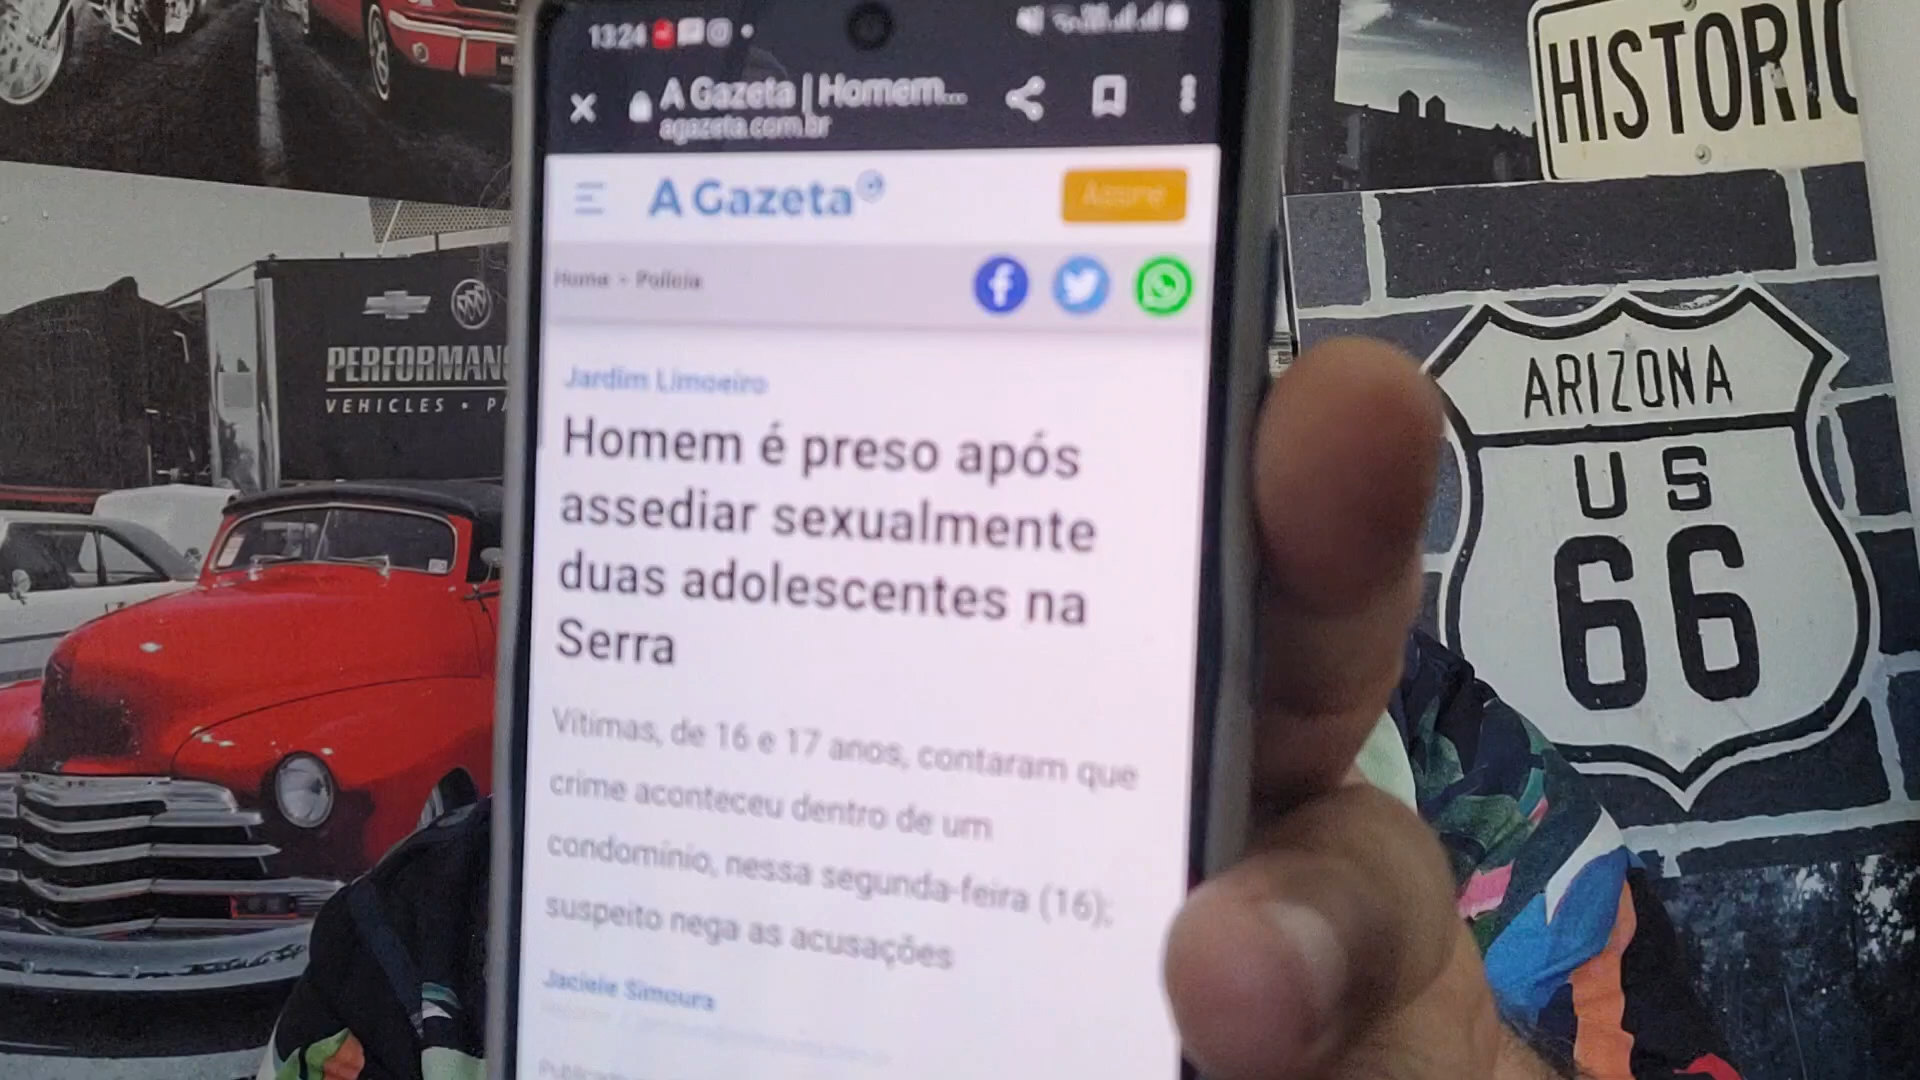 13:24
A Gazeta | Homem...
agazeta.com.br
A Gazeta
Assine
Home > Polícia
Jardim Limoeiro
Homem é preso após
assediar sexualmente
duas adolescentes na
Serra
Vítimas, de 16 e 17 anos, contaram que
crime aconteceu dentro de um
condomínio, nessa segunda-feira (16);
suspeito nega as acusações
Jaciele Simoura
PERFORMAN
VEHICLES • P
HISTORIC
ARIZONA
US
66